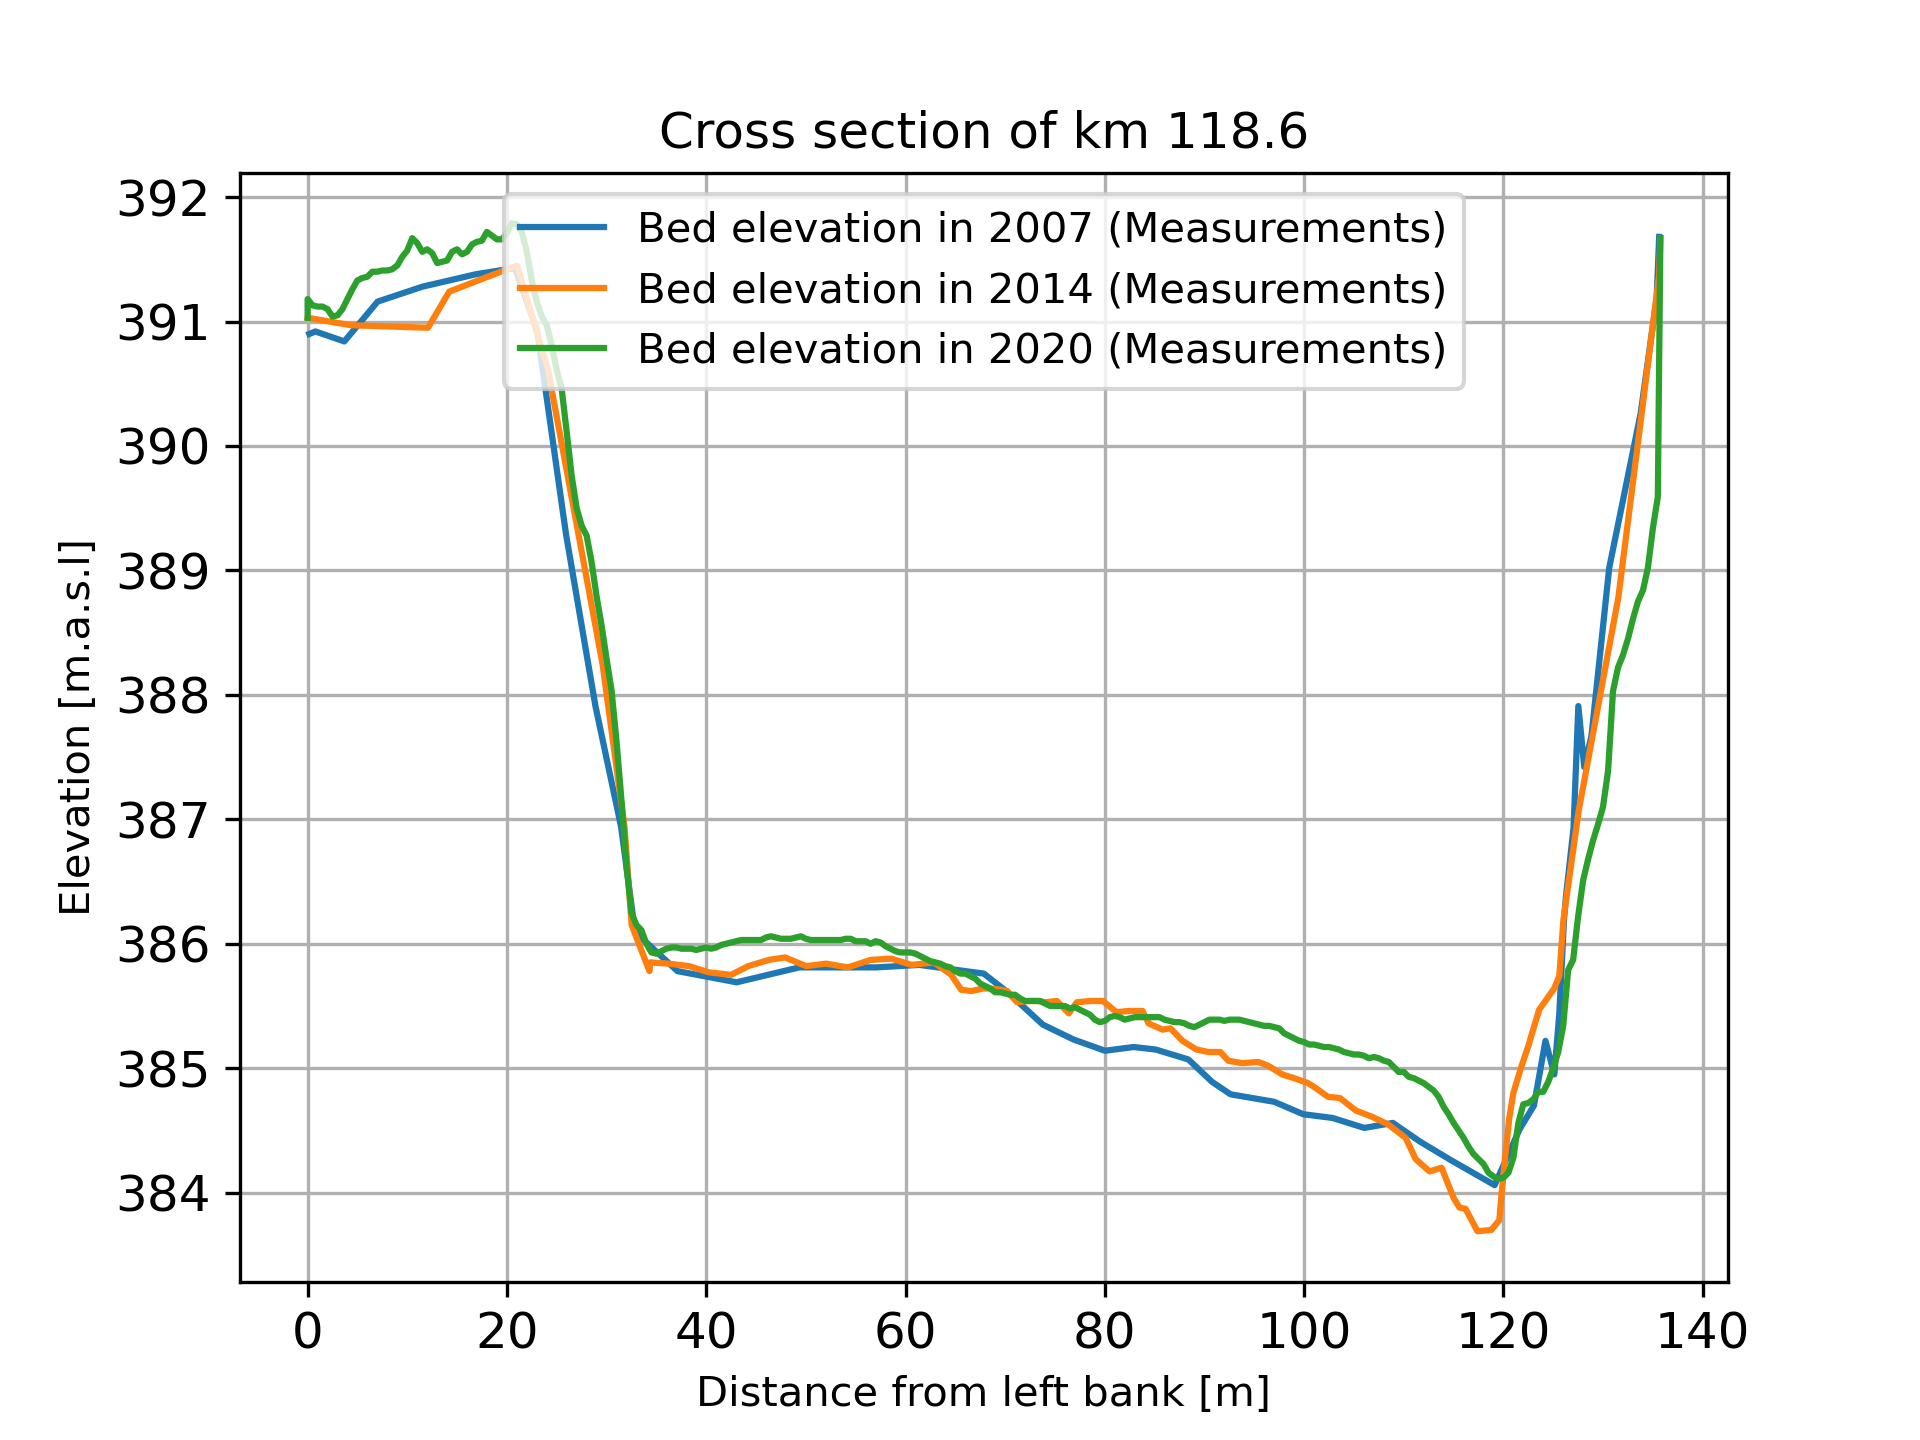 Cross section of km 118.6
392
391
390
389
388
387
386
385
384
Elevation [m.a.s.l]
Bed elevation in 2007 (Measurements)
Bed elevation in 2014 (Measurements)
Bed elevation in 2020 (Measurements)
0 20 40 60 80 100 120 140
Distance from left bank [m]